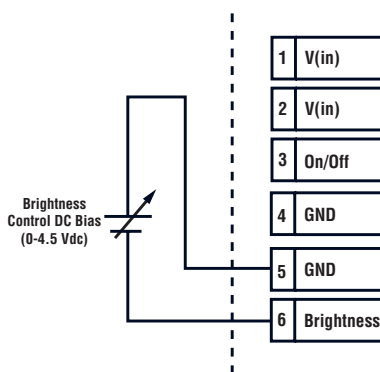 1 V(in)
2 V(in)
3 On/Off
Brightness
Control DC Bias
(0-4.5 Vdc)
4 GND
5 GND
6 Brightness